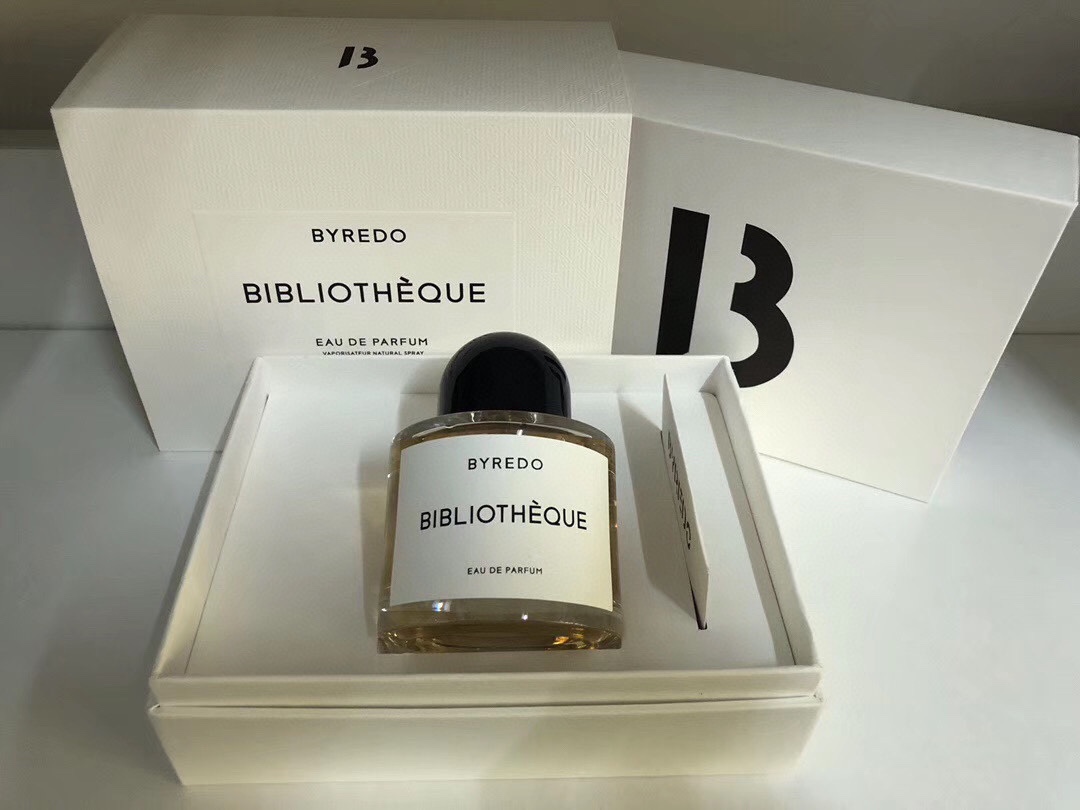 B
BYREDO
BIBLIOTHÈQUE
EAU DE PARFUM
VAPORISATEUR NATURAL SPRAY
B
BYREDO
BIBLIOTHÈQUE
EAU DE PARFUM